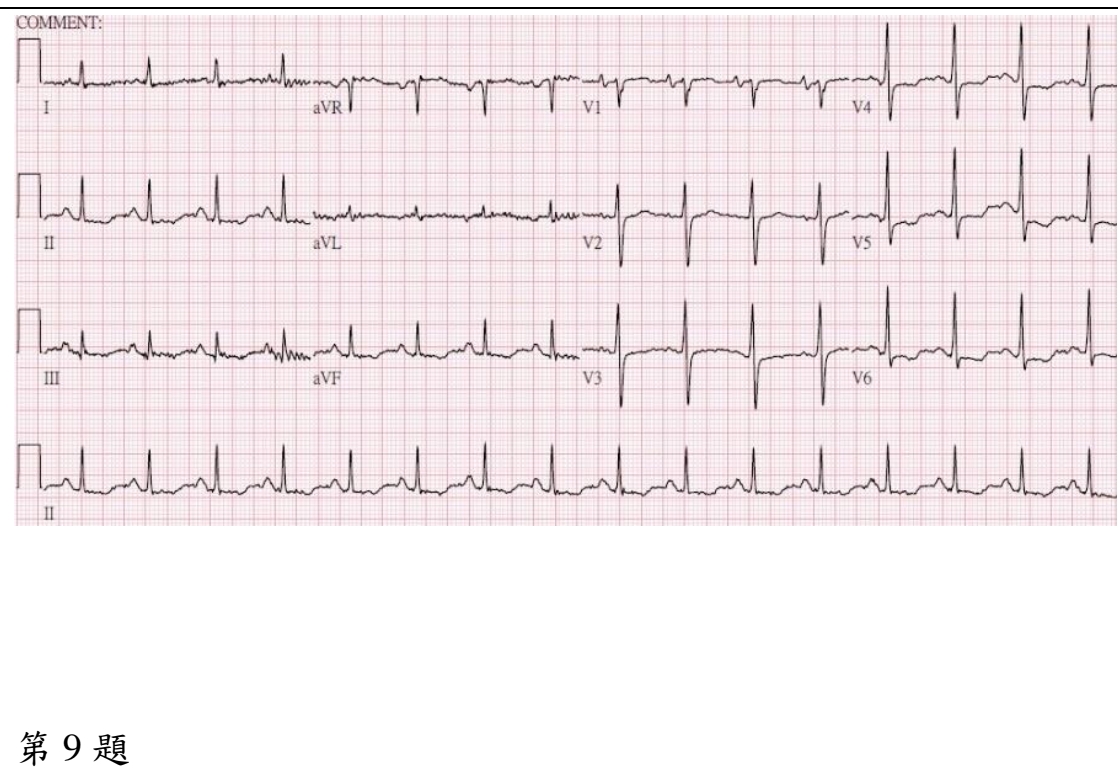 COMMENT:
I aVR V1 V4
II aVL V2 V5
III aVF V3 V6
II
第 9 題